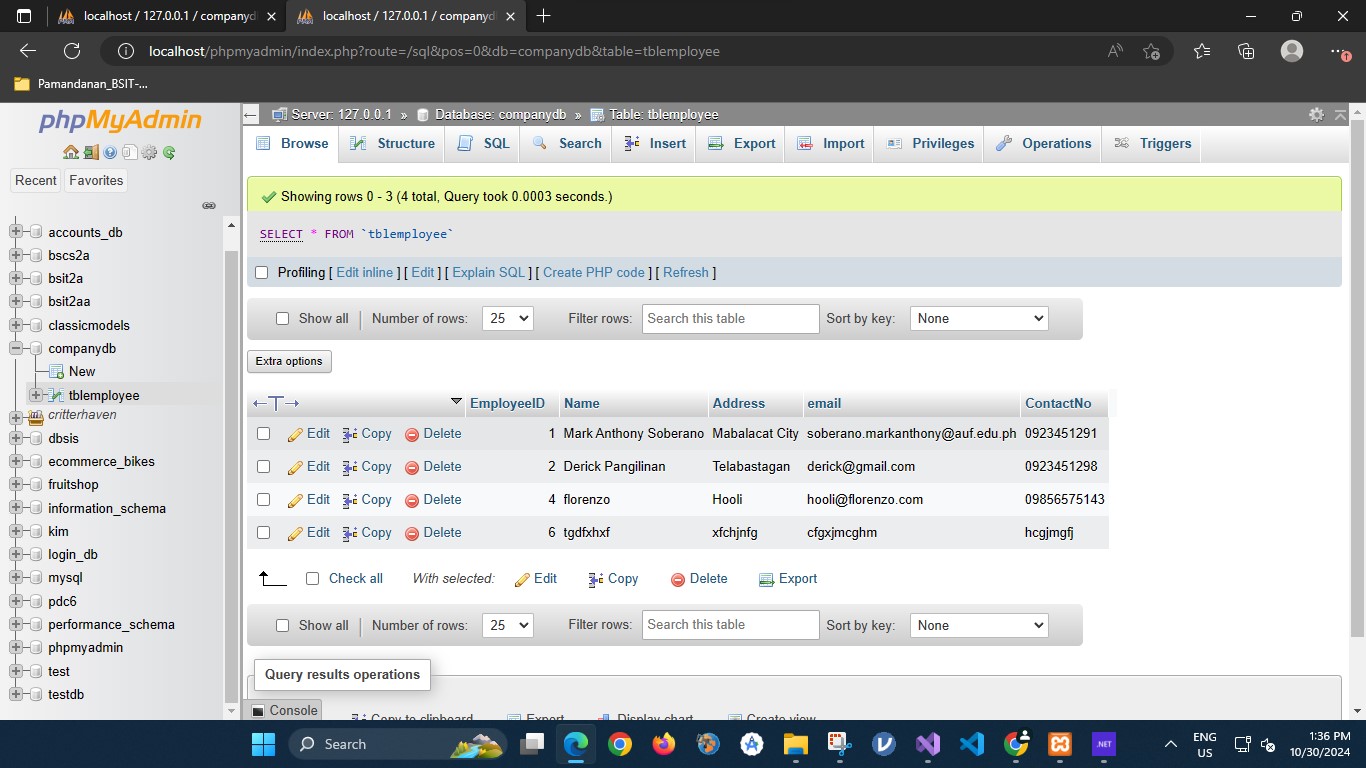 localhost / 127.0.0.1 / companyd
localhost / 127.0.0.1 / companyd
localhost/phpmyadmin/index.php?route=/sql&pos=0&db=companydb&table=tblemployee
Pamandanan_BSIT-...
phpMyAdmin
Recent Favorites
accounts_db
bscs2a
bsit2a
bsit2aa
classicmodels
companydb
New
tblemployee
critterhaven
dbsis
ecommerce_bikes
fruitshop
information_schema
kim
login_db
mysql
pdc6
performance_schema
phpmyadmin
test
testdb
Server: 127.0.0.1 » Database: companydb » Table: tblemployee
Browse Structure SQL Search Insert Export Import Privileges Operations Triggers
Showing rows 0 - 3 (4 total, Query took 0.0003 seconds.)
SELECT * FROM `tblemployee`
Profiling [ Edit inline ] [ Edit ] [ Explain SQL ] [ Create PHP code ] [ Refresh ]
Show all | Number of rows: 25 Filter rows: Search this table Sort by key: None
Extra options
EmployeeID Name Address email ContactNo
Edit Copy Delete 1 Mark Anthony Soberano Mabalacat City soberano.markanthony@auf.edu.ph 0923451291
Edit Copy Delete 2 Derick Pangilinan Telabastagan derick@gmail.com 0923451298
Edit Copy Delete 4 florenzo Hooli hooli@florenzo.com 09856575143
Edit Copy Delete 6 tgdfxhxf xfchjnfg cfgxjmcghm hcgjmgfj
Check all With selected: Edit Copy Delete Export
Show all | Number of rows: 25 Filter rows: Search this table Sort by key: None
Query results operations
Console
Copy to clipboard Export Display chart Create view
Search
.NET
ENG
US
1:36 PM
10/30/2024